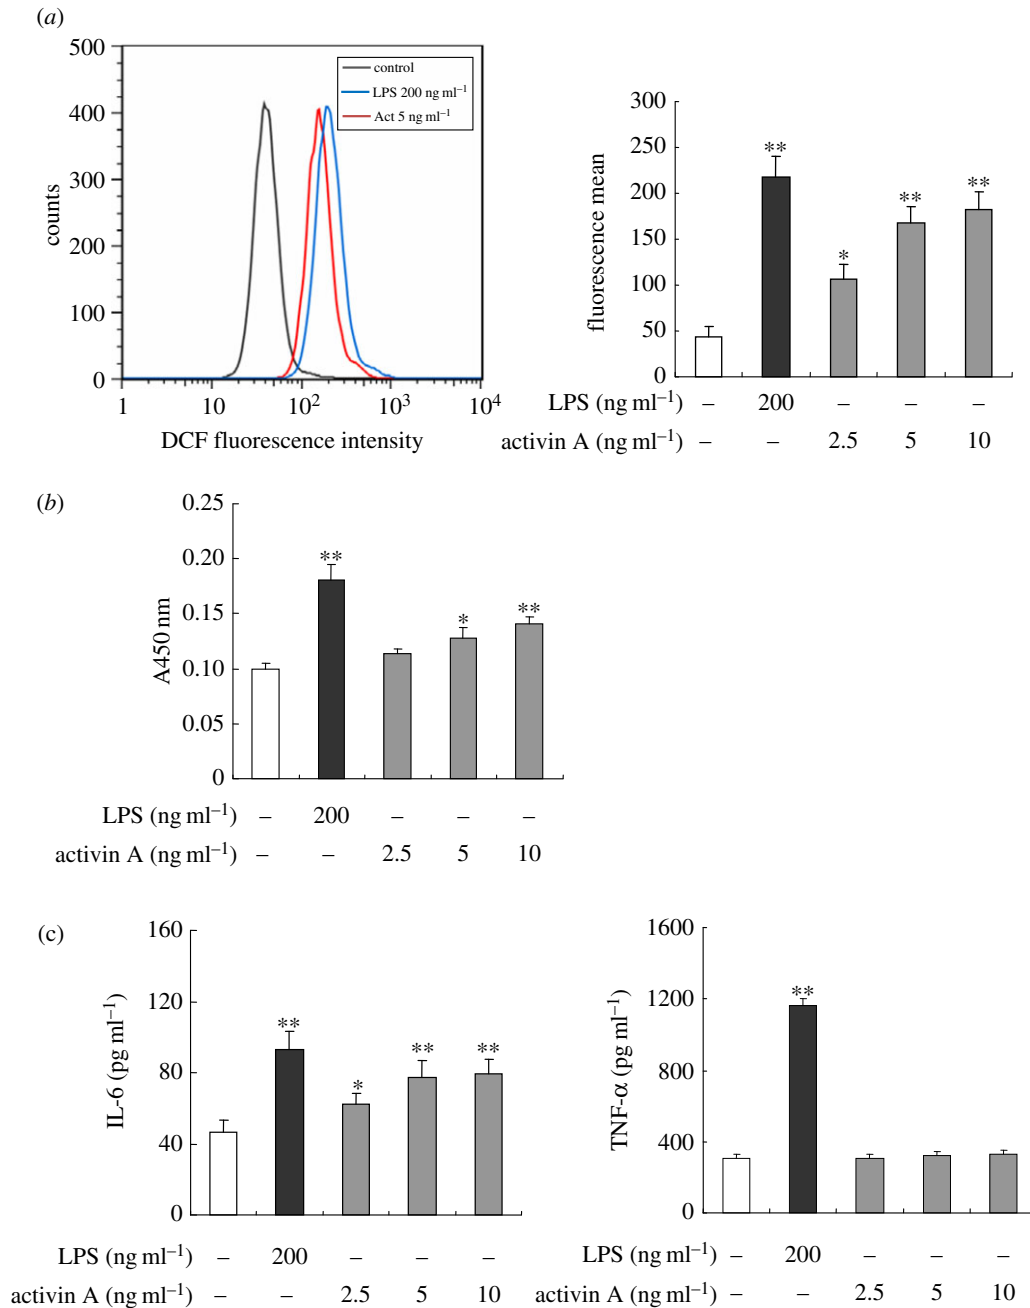 (a)
500
400
300
200
100
0
counts
control
LPS 200 ng ml⁻¹
Act 5 ng ml⁻¹
1 10 10² 10³ 10⁴
DCF fluorescence intensity
300
250
200
150
100
50
0
fluorescence mean
** * ** **
LPS (ng ml⁻¹) – 200 – – –
activin A (ng ml⁻¹) – – 2.5 5 10
(b)
0.25
0.20
0.15
0.10
0.05
0
A450 nm
** * **
LPS (ng ml⁻¹) – 200 – – –
activin A (ng ml⁻¹) – – 2.5 5 10
(c)
160
120
80
40
0
IL-6 (pg ml⁻¹)
** * ** **
LPS (ng ml⁻¹) – 200 – – –
activin A (ng ml⁻¹) – – 2.5 5 10
1600
1200
800
400
0
TNF-α (pg ml⁻¹)
**
LPS (ng ml⁻¹) – 200 – – –
activin A (ng ml⁻¹) – – 2.5 5 10